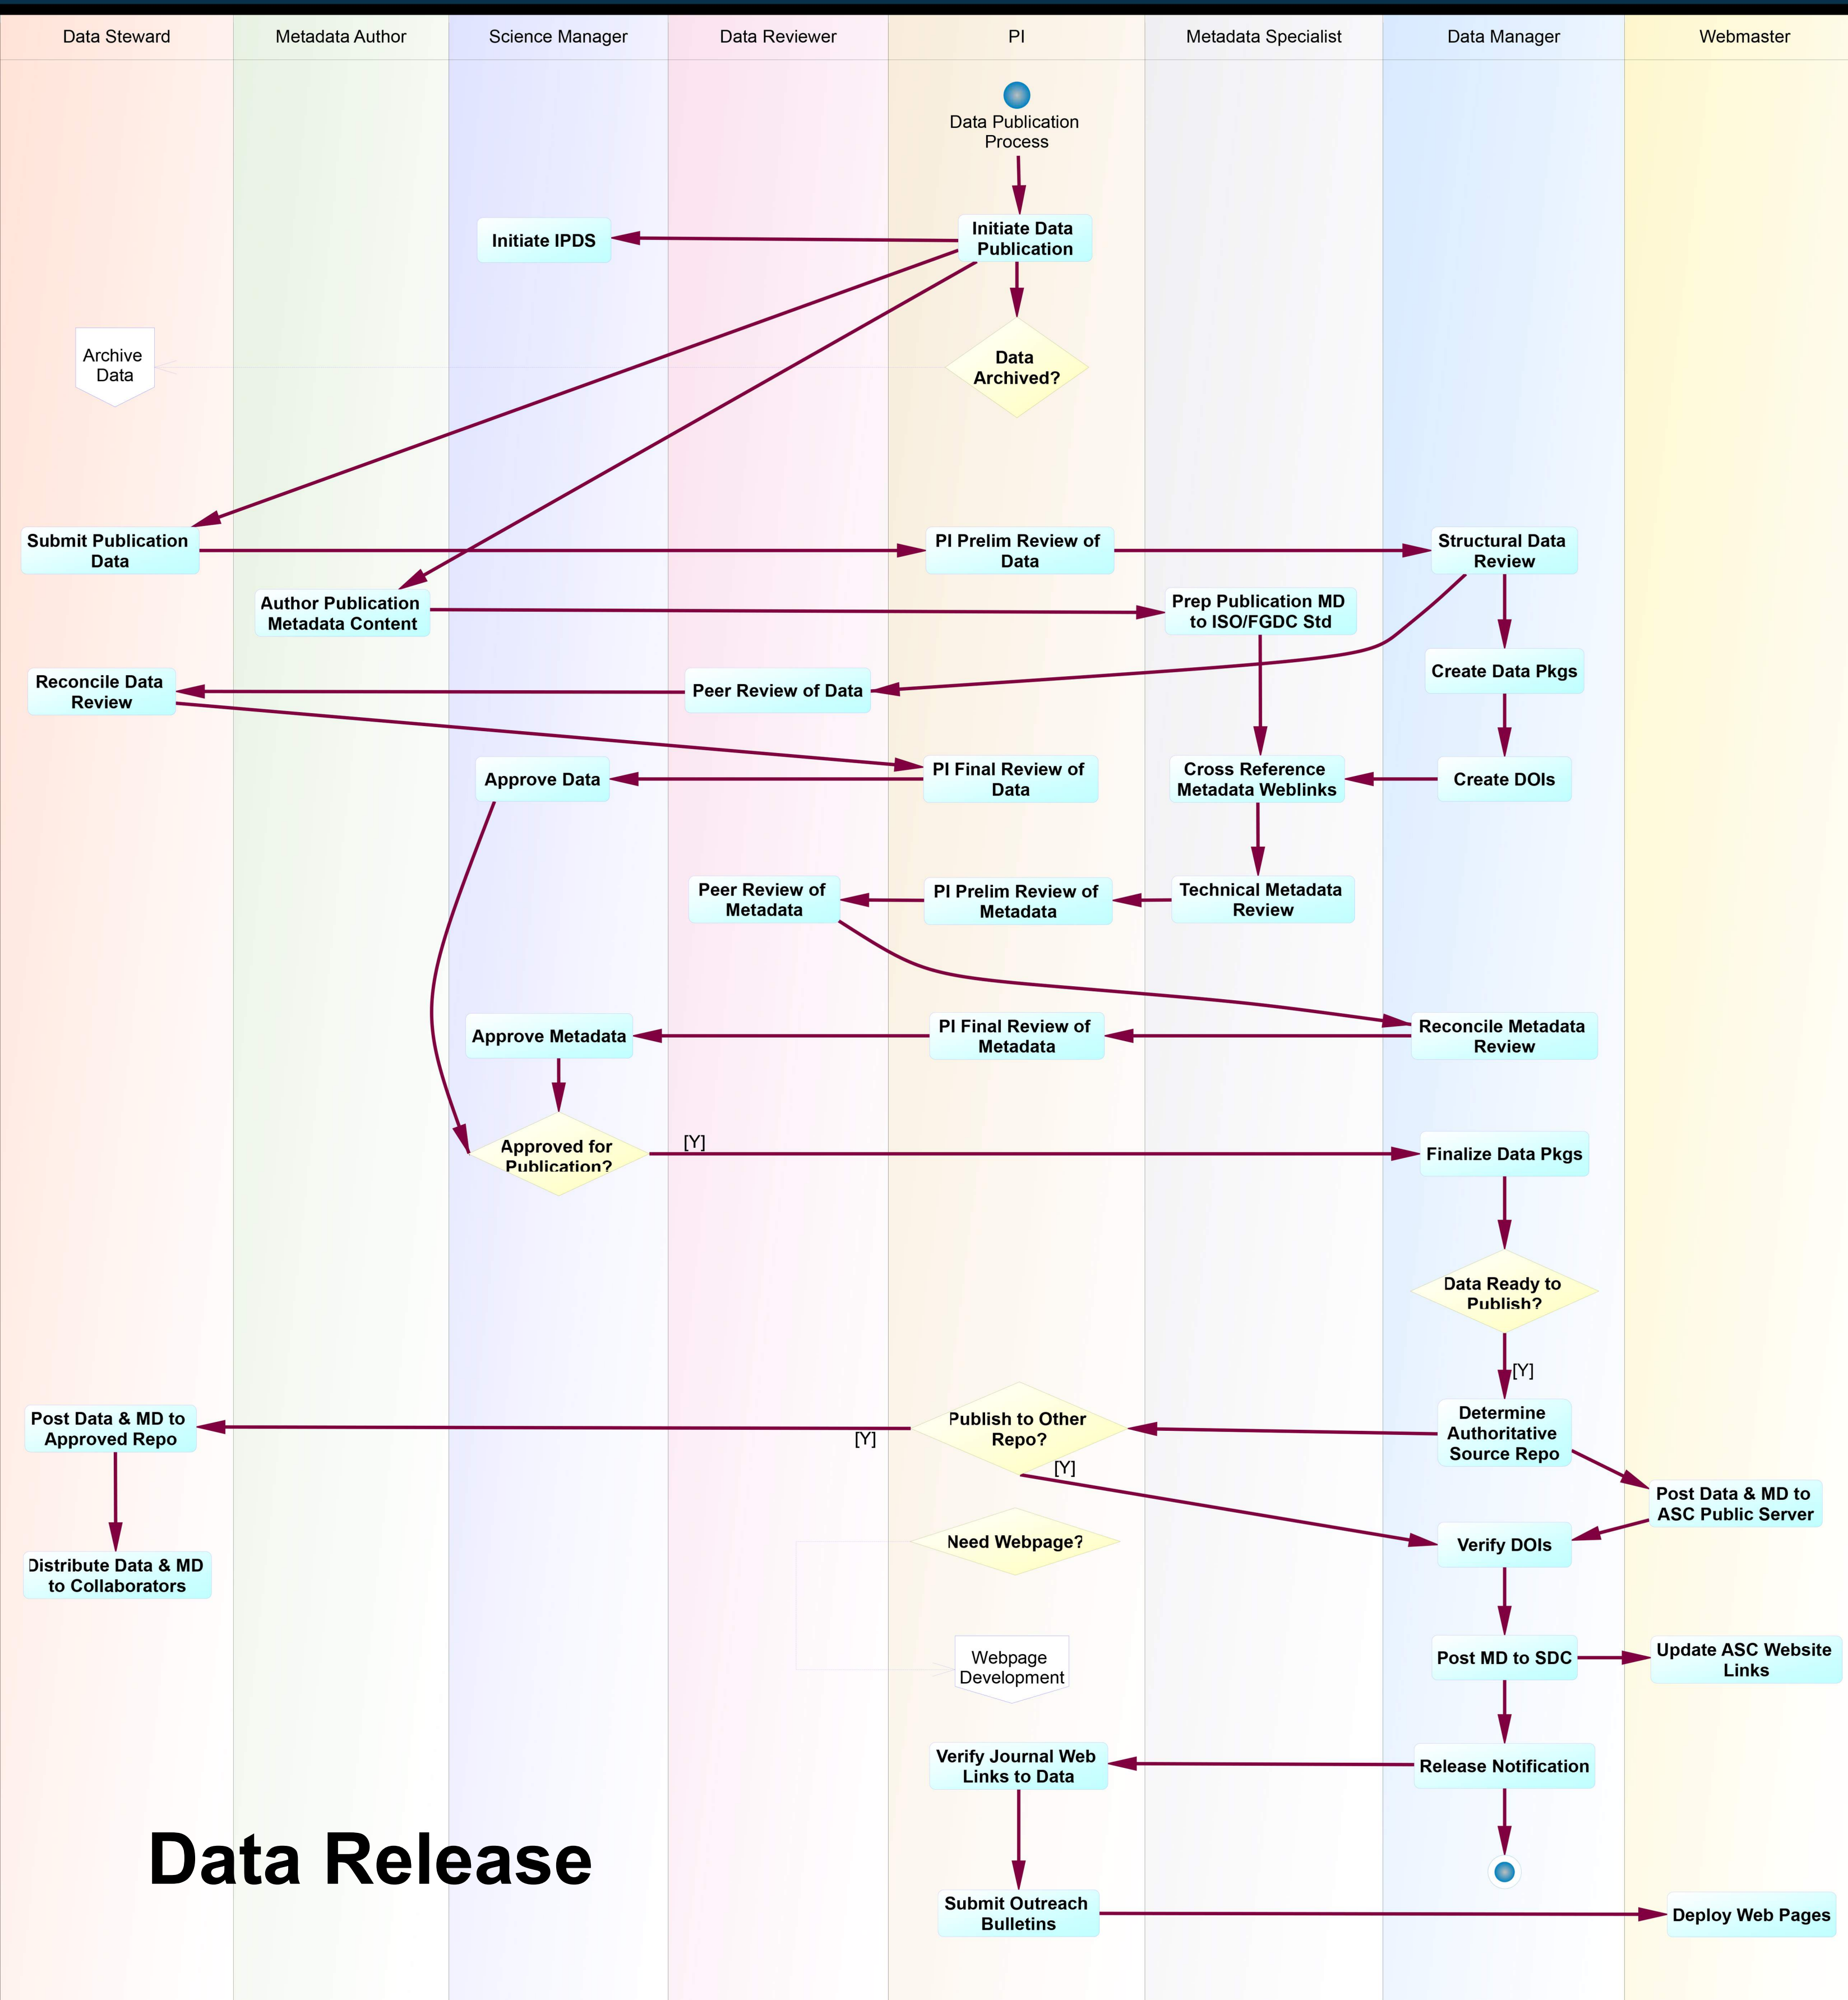 Data Steward
Metadata Author
Science Manager
Data Reviewer
PI
Metadata Specialist
Data Manager
Webmaster
Data Publication
Process
Initiate IPDS
Initiate Data
Publication
Archive
Data
Data
Archived?
Submit Publication
Data
PI Prelim Review of
Data
Structural Data
Review
Author Publication
Metadata Content
Prep Publication MD
to ISO/FGDC Std
Reconcile Data
Review
Peer Review of Data
Create Data Pkgs
Approve Data
PI Final Review of
Data
Cross Reference
Metadata Weblinks
Create DOIs
Peer Review of
Metadata
PI Prelim Review of
Metadata
Technical Metadata
Review
Approve Metadata
PI Final Review of
Metadata
Reconcile Metadata
Review
Approved for
Publication?
[Y]
Finalize Data Pkgs
Data Ready to
Publish?
[Y]
Post Data & MD to
Approved Repo
[Y]
Publish to Other
Repo?
[Y]
Determine
Authoritative
Source Repo
Post Data & MD to
ASC Public Server
Distribute Data & MD
to Collaborators
Need Webpage?
Verify DOIs
Webpage
Development
Post MD to SDC
Update ASC Website
Links
Verify Journal Web
Links to Data
Release Notification
Data Release
Submit Outreach
Bulletins
Deploy Web Pages